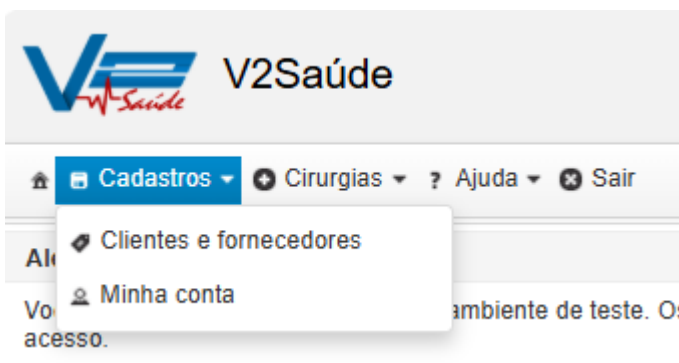 V2 Saúde
V2Saúde
Cadastros Cirurgias ? Ajuda Sair
Clientes e fornecedores
Minha conta
ambiente de teste. Os
acesso.